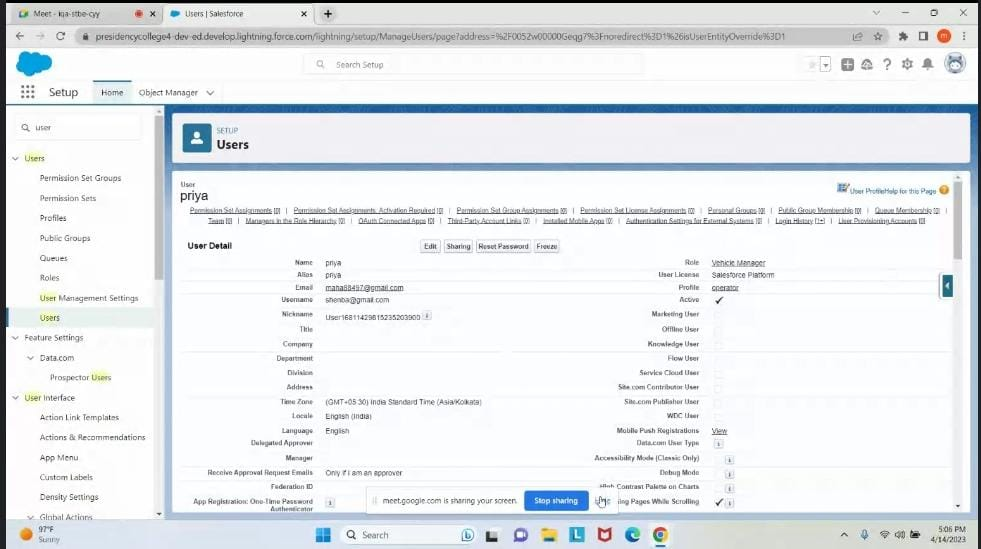 Meet - iqa-stbe-cyy
Users | Salesforce
presidencycollege4-dev-ed.develop.lightning.force.com/lightning/setup/ManageUsers/page?address=%2F0052w00000Geqg7%3Fnoredirect%3D1%26isUserEntityOverride%3D1
m
Search Setup
Setup
Home
Object Manager
user
Users
Permission Set Groups
Permission Sets
Profiles
Public Groups
Queues
Roles
User Management Settings
Users
Feature Settings
Data.com
Prospector Users
User Interface
Action Link Templates
Actions & Recommendations
App Menu
Custom Labels
Density Settings
Global Actions
SETUP
Users
User
priya
User Profile
Help for this Page
Permission Set Assignments [0] | Permission Set Assignments: Activation Required [0] | Permission Set Group Assignments [0] | Permission Set License Assignments [0] | Personal Groups [0] | Public Group Membership [0] | Queue Membership [0] |
Team [0] | Managers in the Role Hierarchy [0] | OAuth Connected Apps [0] | Third-Party Account Links [0] | Installed Mobile Apps [0] | Authentication Settings for External Systems [0] | Login History [1+] | User Provisioning Accounts [0]
User Detail
Edit Sharing Reset Password Freeze
Name priya
Role Vehicle Manager
Alias priya
User License Salesforce Platform
Email maha88497@gmail.com
Profile operator
Username shenba@gmail.com
Active
Nickname User16811429815235203900
Marketing User
Title
Offline User
Company
Knowledge User
Department
Flow User
Division
Service Cloud User
Address
Site.com Contributor User
Time Zone (GMT+05:30) India Standard Time (Asia/Kolkata)
Site.com Publisher User
Locale English (India)
WDC User
Language English
Mobile Push Registrations View
Delegated Approver
Data.com User Type
Manager
Accessibility Mode (Classic Only)
Receive Approval Request Emails Only if I am an approver
Debug Mode
Federation ID
High Contrast Palette on Charts
App Registration: One-Time Password Authenticator
ing Pages While Scrolling
meet.google.com is sharing your screen.
Stop sharing
97°F
Sunny
Search
5:06 PM
4/14/2023